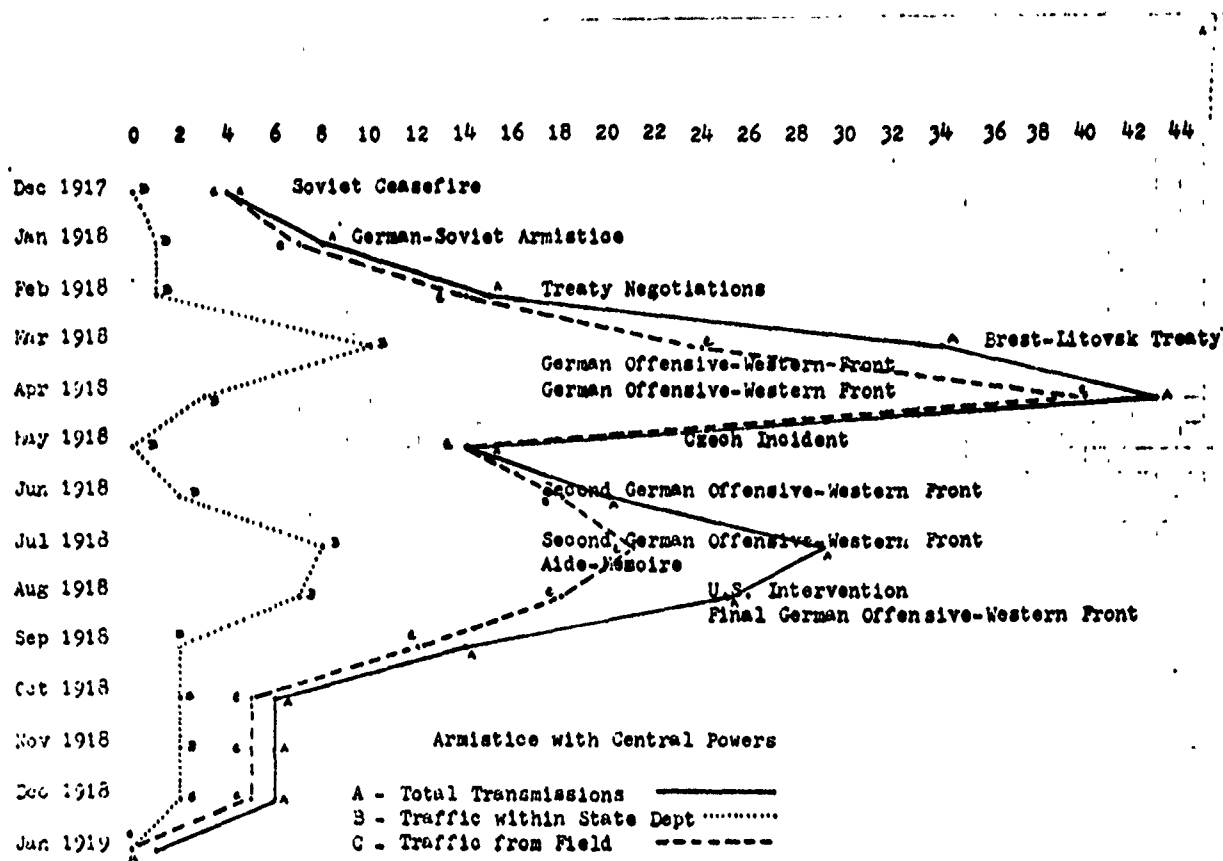 0 2 4 6 8 10 12 14 16 18 20 22 24 26 28 30 32 34 36 38 40 42 44
Dec 1917 Soviet Ceasefire
Jan 1918 German-Soviet Armistice
Feb 1918 Treaty Negotiations
Mar 1918 Brest-Litovsk Treaty
German Offensive-Western-Front
Apr 1918 German Offensive-Western Front
May 1918 Czech Incident
Jun 1918 Second German Offensive-Western Front
Jul 1918 Second German Offensive-Western Front
Aide-Memoire
Aug 1918 U.S. Intervention
Final German Offensive-Western Front
Sep 1918
Oct 1918
Nov 1918 Armistice with Central Powers
Dec 1918
A - Total Transmissions
B - Traffic within State Dept
Jan 1919
C - Traffic from Field